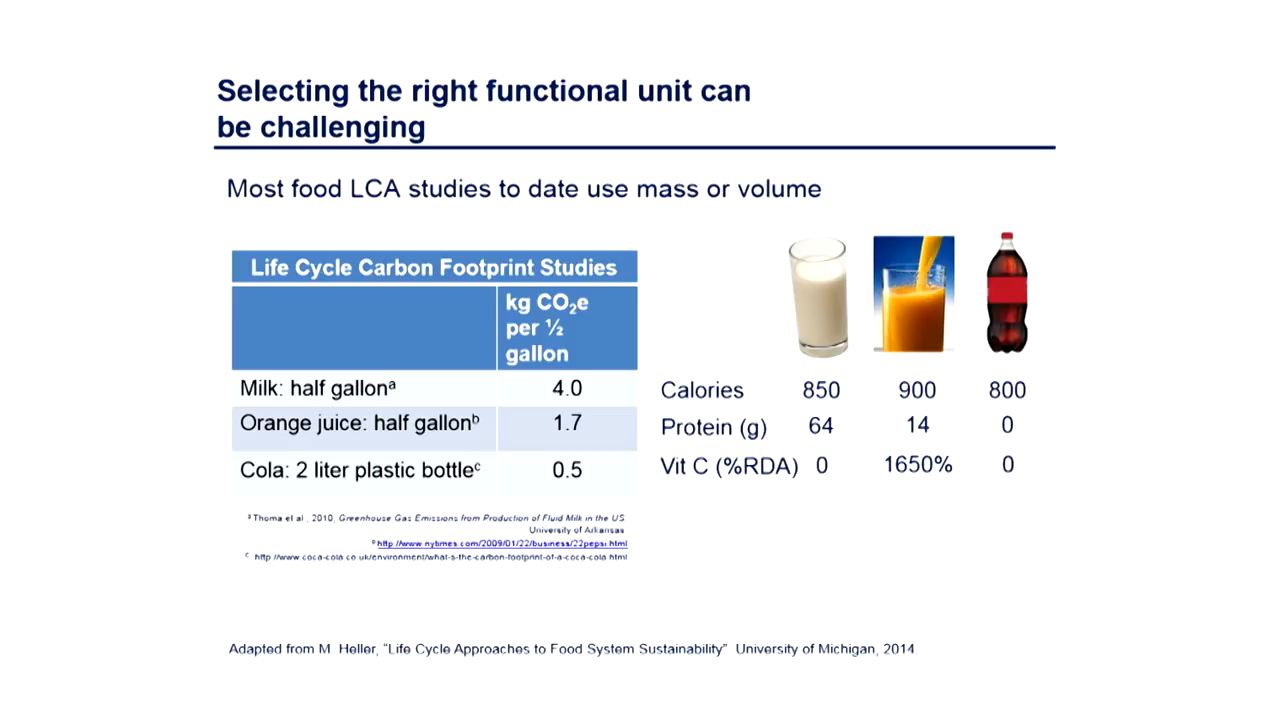 Selecting the right functional unit can
be challenging
Most food LCA studies to date use mass or volume
Life Cycle Carbon Footprint Studies
kg CO₂e
per ½
gallon
Milk: half gallonᵃ 4.0
Orange juice: half gallonᵇ 1.7
Cola: 2 liter plastic bottleᶜ 0.5
Calories 850 900 800
Protein (g) 64 14 0
Vit C (%RDA) 0 1650% 0
ᵃ Thoma et al., 2010, Greenhouse Gas Emissions from Production of Fluid Milk in the US.
University of Arkansas
ᵇ http://www.nytimes.com/2009/01/22/business/22pepsi.html
ᶜ http://www.coca-cola.co.uk/environment/what-s-the-carbon-footprint-of-a-coca-cola.html
Adapted from M. Heller, “Life Cycle Approaches to Food System Sustainability” University of Michigan, 2014